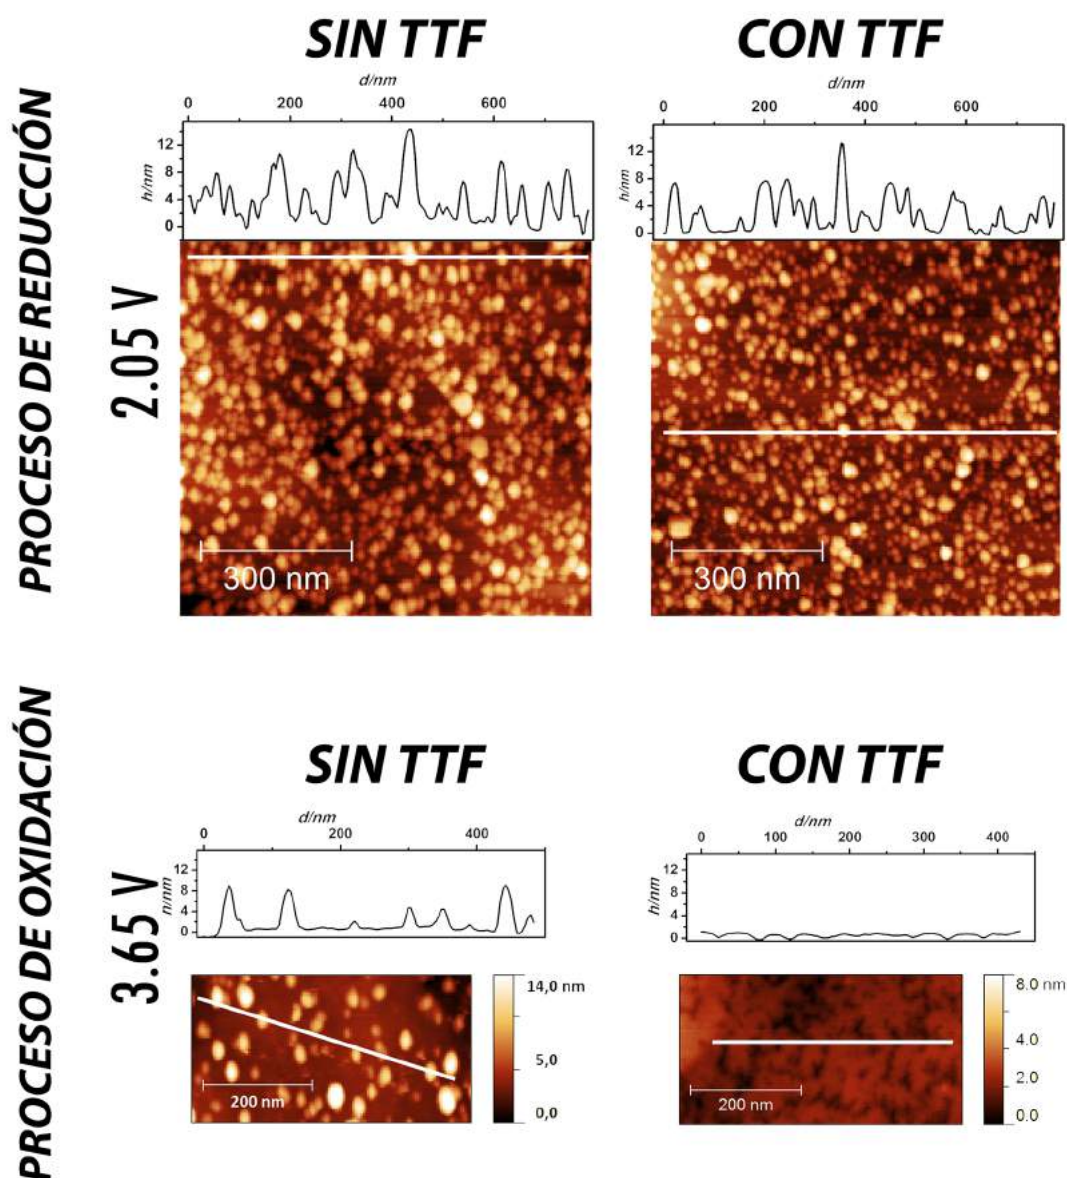 SIN TTF
CON TTF
PROCESO DE REDUCCIÓN
2.05 V
d/nm
0 200 400 600
h/nm
12
8
4
0
300 nm
d/nm
0 200 400 600
h/nm
12
8
4
0
300 nm
SIN TTF
CON TTF
PROCESO DE OXIDACIÓN
3.65 V
d/nm
0 200 400
h/nm
12
8
4
0
200 nm
14,0 nm
5,0
0,0
d/nm
0 100 200 300 400
h/nm
12
8
4
0
200 nm
8.0 nm
4.0
2.0
0.0